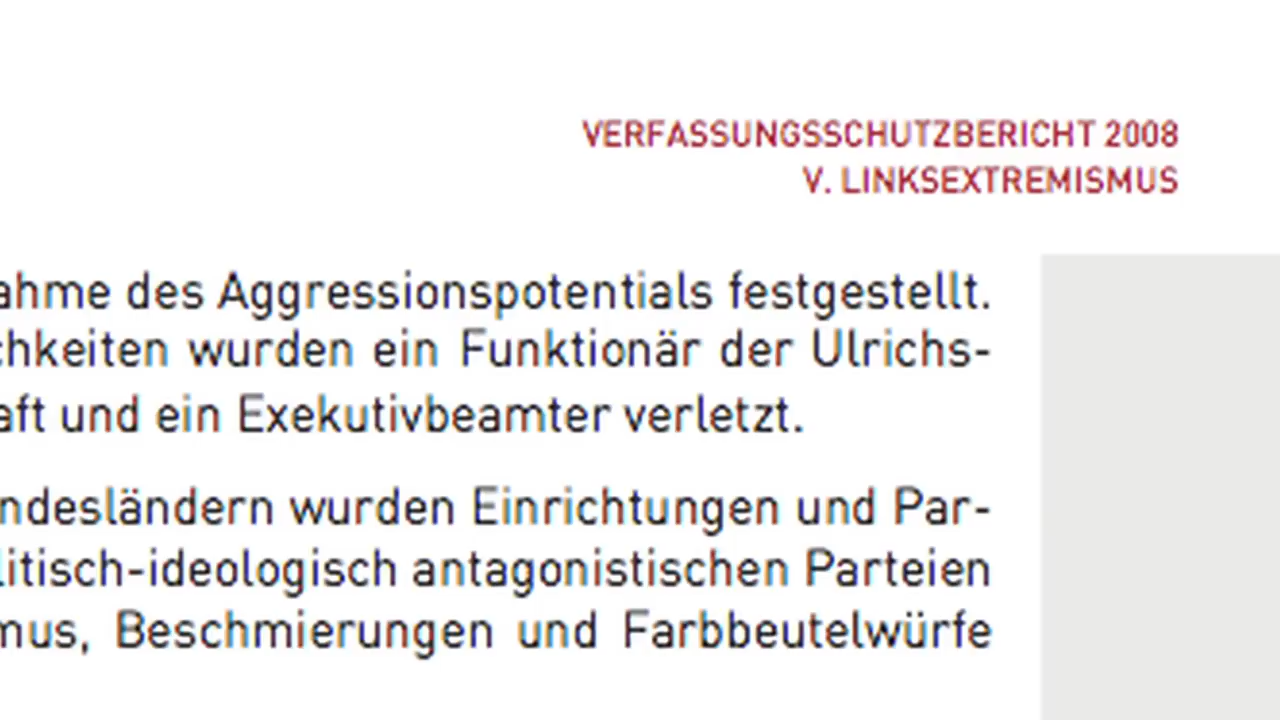 VERFASSUNGSSCHUTZBERICHT 2008
V. LINKSEXTREMISMUS
ahme des Aggressionspotentials festgestellt.
chkeiten wurden ein Funktionär der Ulrichs-
aft und ein Exekutivbeamter verletzt.
ndesländern wurden Einrichtungen und Par-
litisch-ideologisch antagonistischen Parteien
mus, Beschmierungen und Farbbeutelwürfe